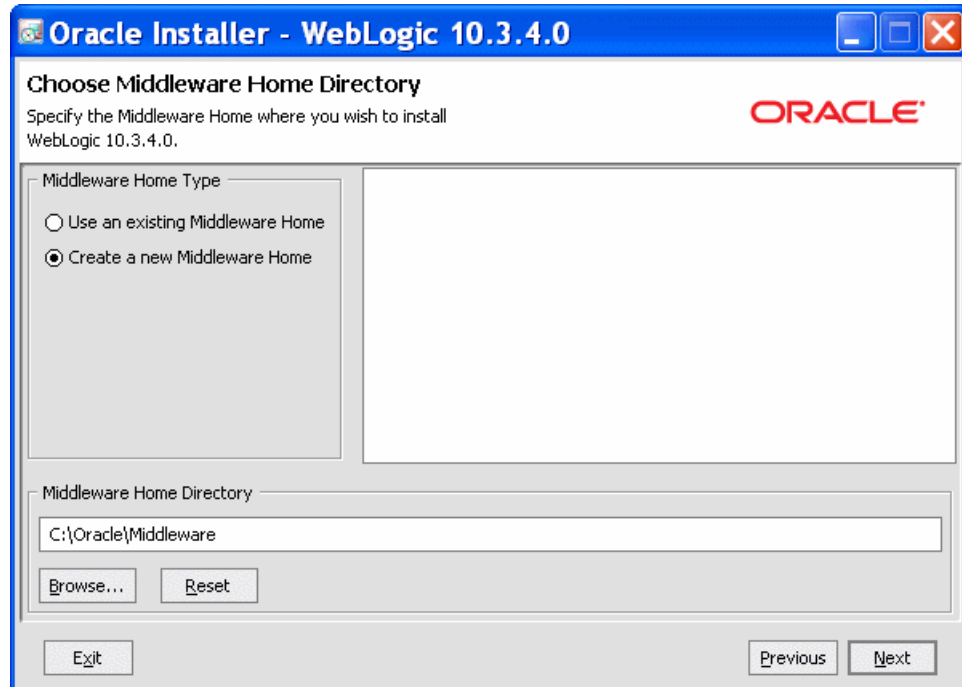 Oracle Installer - WebLogic 10.3.4.0
Choose Middleware Home Directory
Specify the Middleware Home where you wish to install
WebLogic 10.3.4.0.
ORACLE
Middleware Home Type
Use an existing Middleware Home
Create a new Middleware Home
Middleware Home Directory
C:\Oracle\Middleware
Browse...
Reset
Exit
Previous
Next